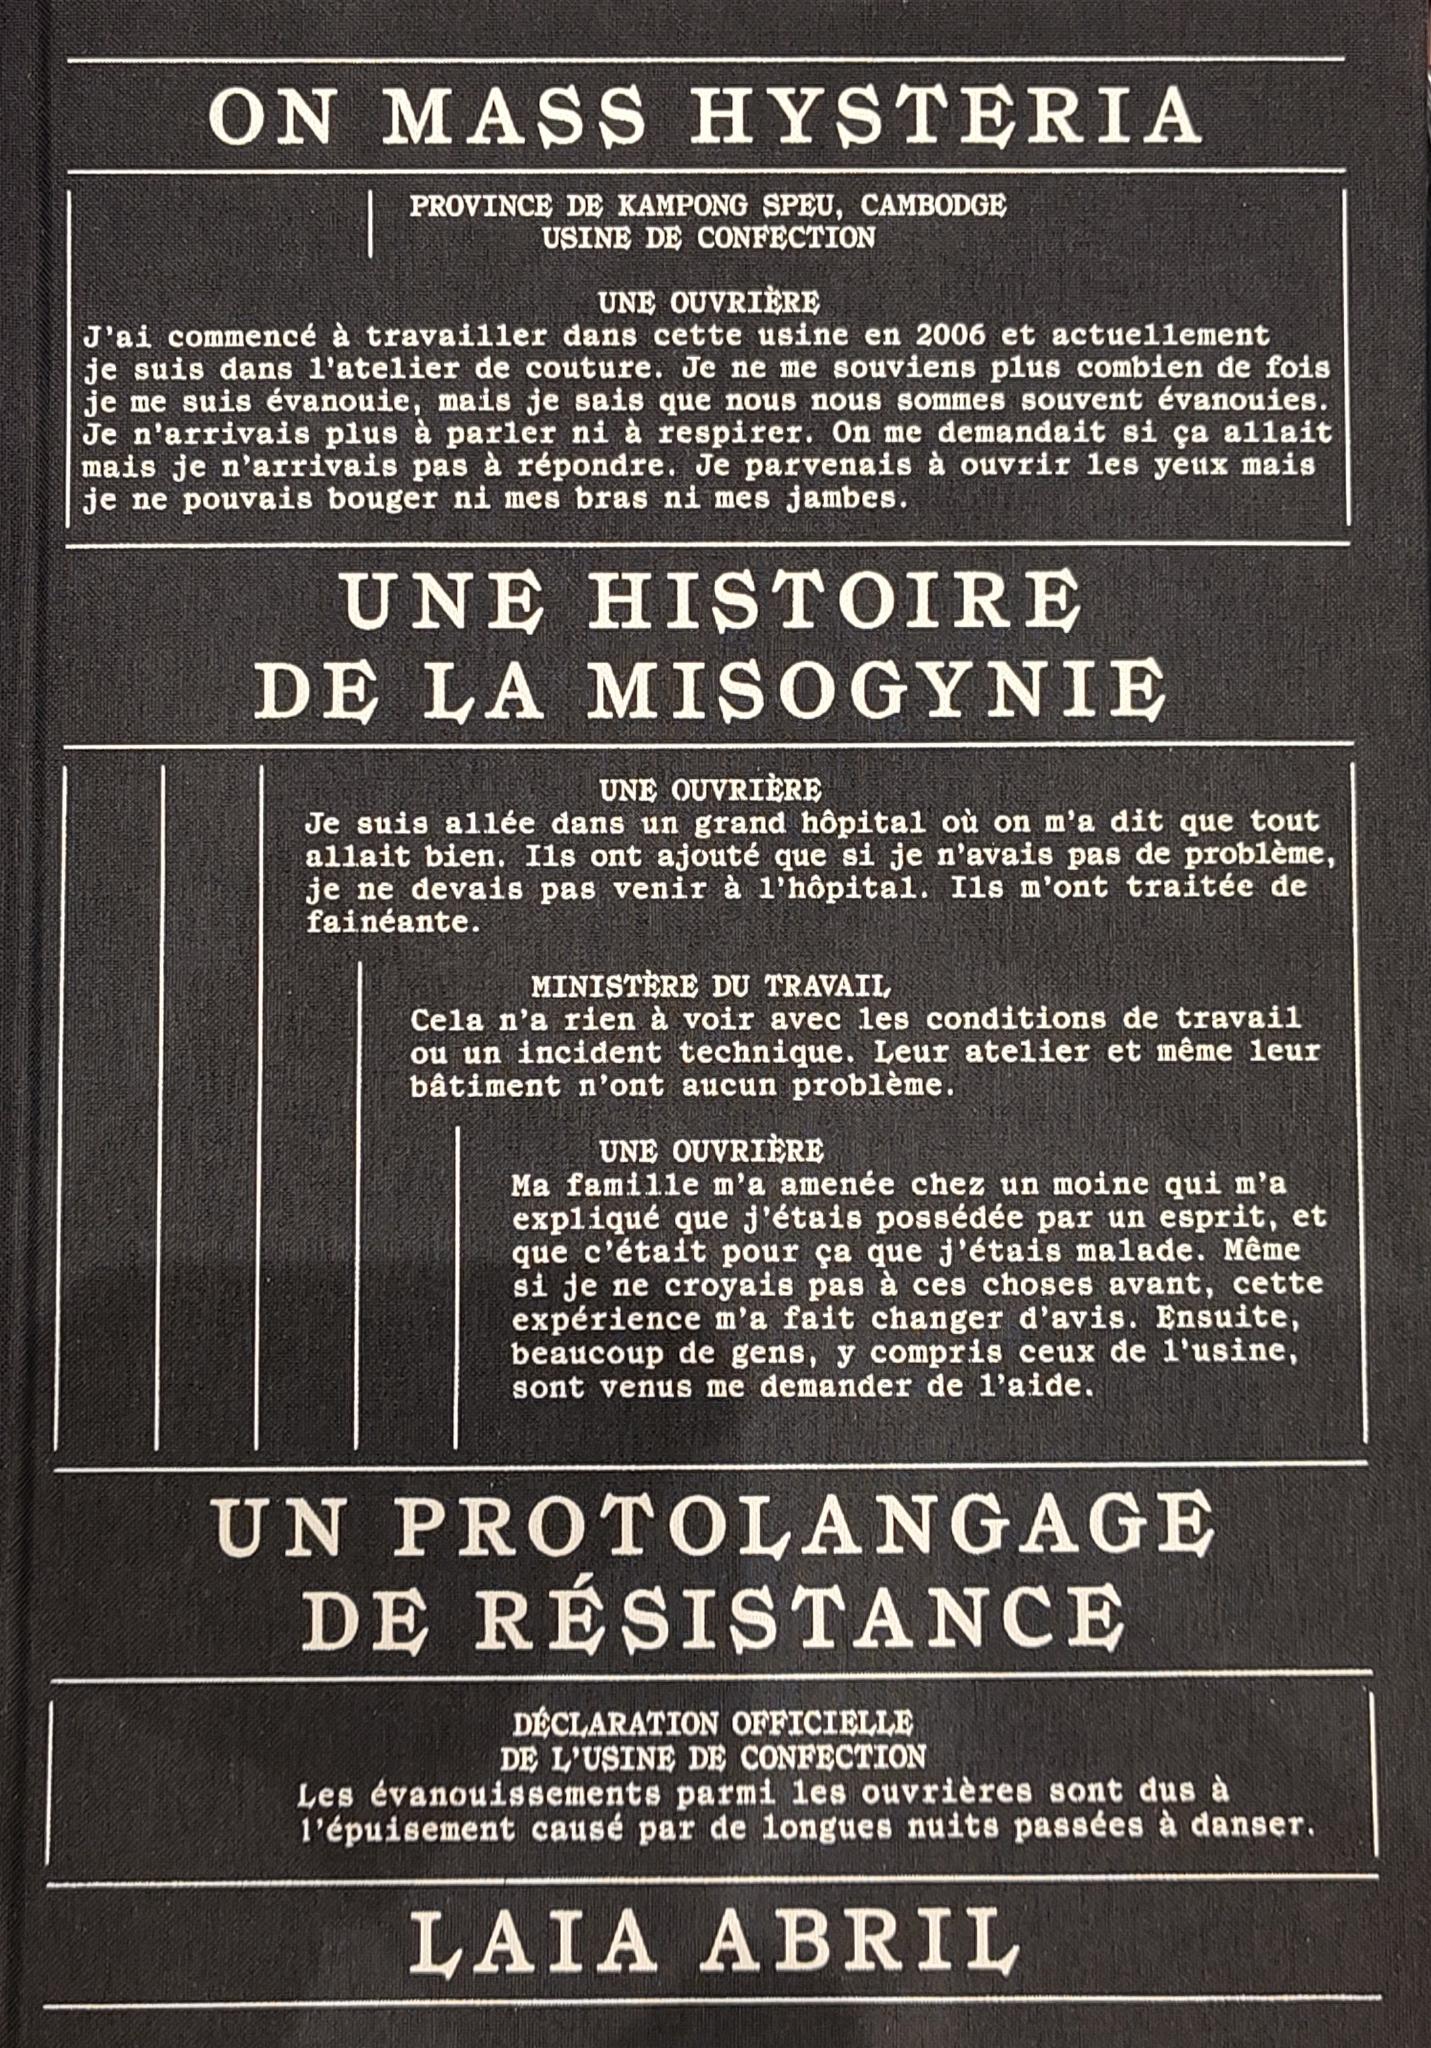 ON MASS HYSTERIA
PROVINCE DE KAMPONG SPEU, CAMBODGE
USINE DE CONFECTION
UNE OUVRIÈRE
J'ai commencé à travailler dans cette usine en 2006 et actuellement
je suis dans l'atelier de couture. Je ne me souviens plus combien de fois
je me suis évanouie, mais je sais que nous nous sommes souvent évanouies.
Je n'arrivais plus à parler ni à respirer. On me demandait si ça allait
mais je n'arrivais pas à répondre. Je parvenais à ouvrir les yeux mais
je ne pouvais bouger ni mes bras ni mes jambes.
UNE HISTOIRE
DE LA MISOGYNIE
UNE OUVRIÈRE
Je suis allée dans un grand hôpital où on m'a dit que tout
allait bien. Ils ont ajouté que si je n'avais pas de problème,
je ne devais pas venir à l'hôpital. Ils m'ont traitée de
fainéante.
MINISTÈRE DU TRAVAIL
Cela n'a rien à voir avec les conditions de travail
ou un incident technique. Leur atelier et même leur
bâtiment n'ont aucun problème.
UNE OUVRIÈRE
Ma famille m'a amenée chez un moine qui m'a
expliqué que j'étais possédée par un esprit, et
que c'était pour ça que j'étais malade. Même
si je ne croyais pas à ces choses avant, cette
expérience m'a fait changer d'avis. Ensuite,
beaucoup de gens, y compris ceux de l'usine,
sont venus me demander de l'aide.
UN PROTOLANGAGE
DE RÉSISTANCE
DÉCLARATION OFFICIELLE
DE L'USINE DE CONFECTION
Les évanouissements parmi les ouvrières sont dus à
l'épuisement causé par de longues nuits passées à danser.
LAIA ABRIL